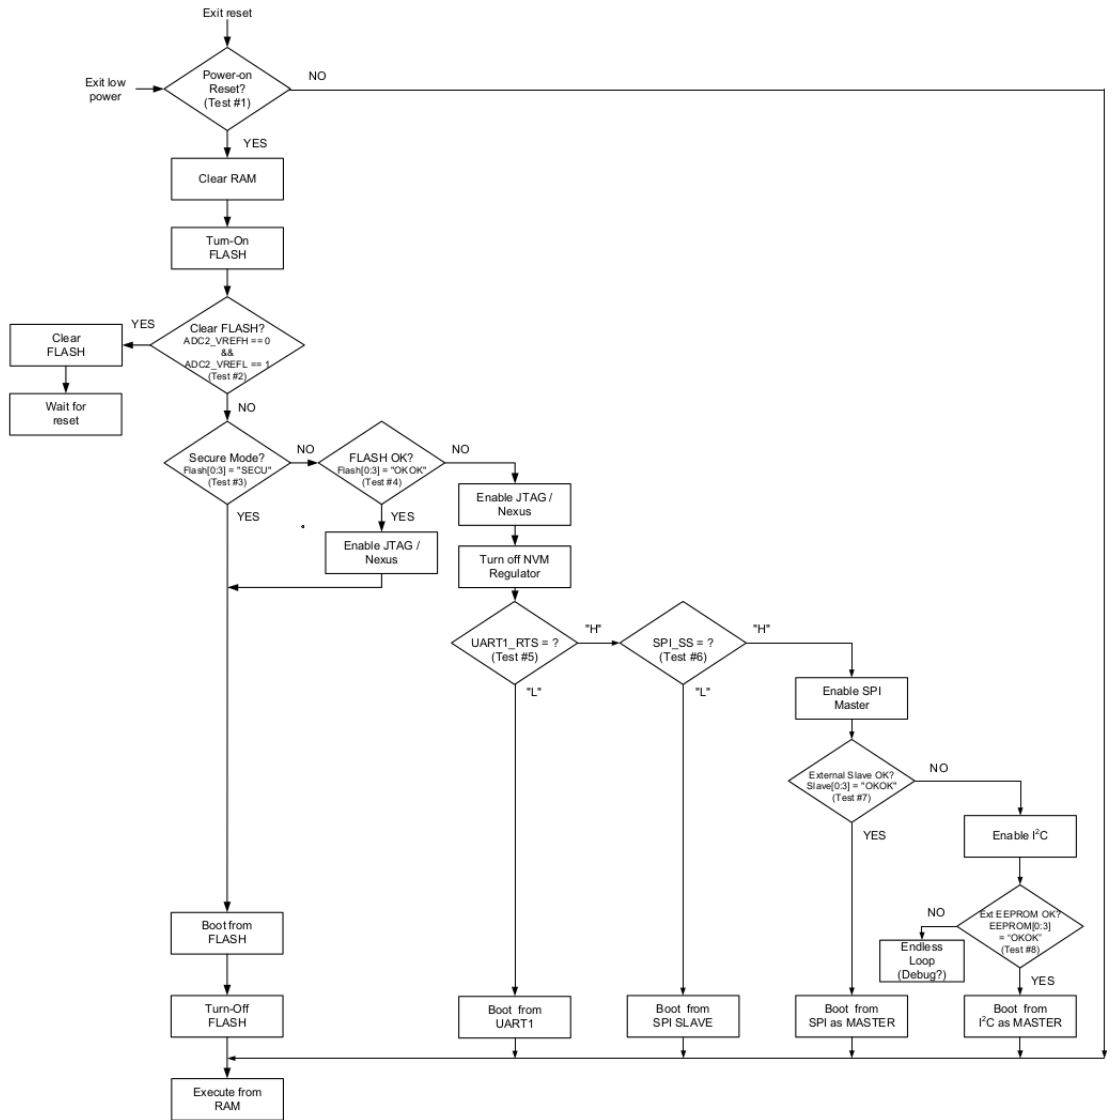 Exit reset
Exit low
power
Power-on
Reset?
(Test #1)
NO
YES
Clear RAM
Turn-On
FLASH
Clear FLASH?
ADC2_VREFH == 0
&&
ADC2_VREFL == 1
(Test #2)
YES
Clear
FLASH
Wait for
reset
NO
Secure Mode?
Flash[0:3] = "SECU"
(Test #3)
NO
YES
FLASH OK?
Flash[0:3] = "OKOK"
(Test #4)
NO
YES
Enable JTAG /
Nexus
Enable JTAG /
Nexus
Turn off NVM
Regulator
UART1_RTS = ?
(Test #5)
"H"
"L"
SPI_SS = ?
(Test #6)
"H"
"L"
Enable SPI
Master
External Slave OK?
Slave[0:3] = "OKOK"
(Test #7)
NO
YES
Enable I²C
Ext EEPROM OK?
EEPROM[0:3]
= "OKOK"
(Test #8)
NO
YES
Endless
Loop
(Debug?)
Boot from
FLASH
Turn-Off
FLASH
Boot from
UART1
Boot from
SPI SLAVE
Boot from
SPI as MASTER
Boot from
I²C as MASTER
Execute from
RAM